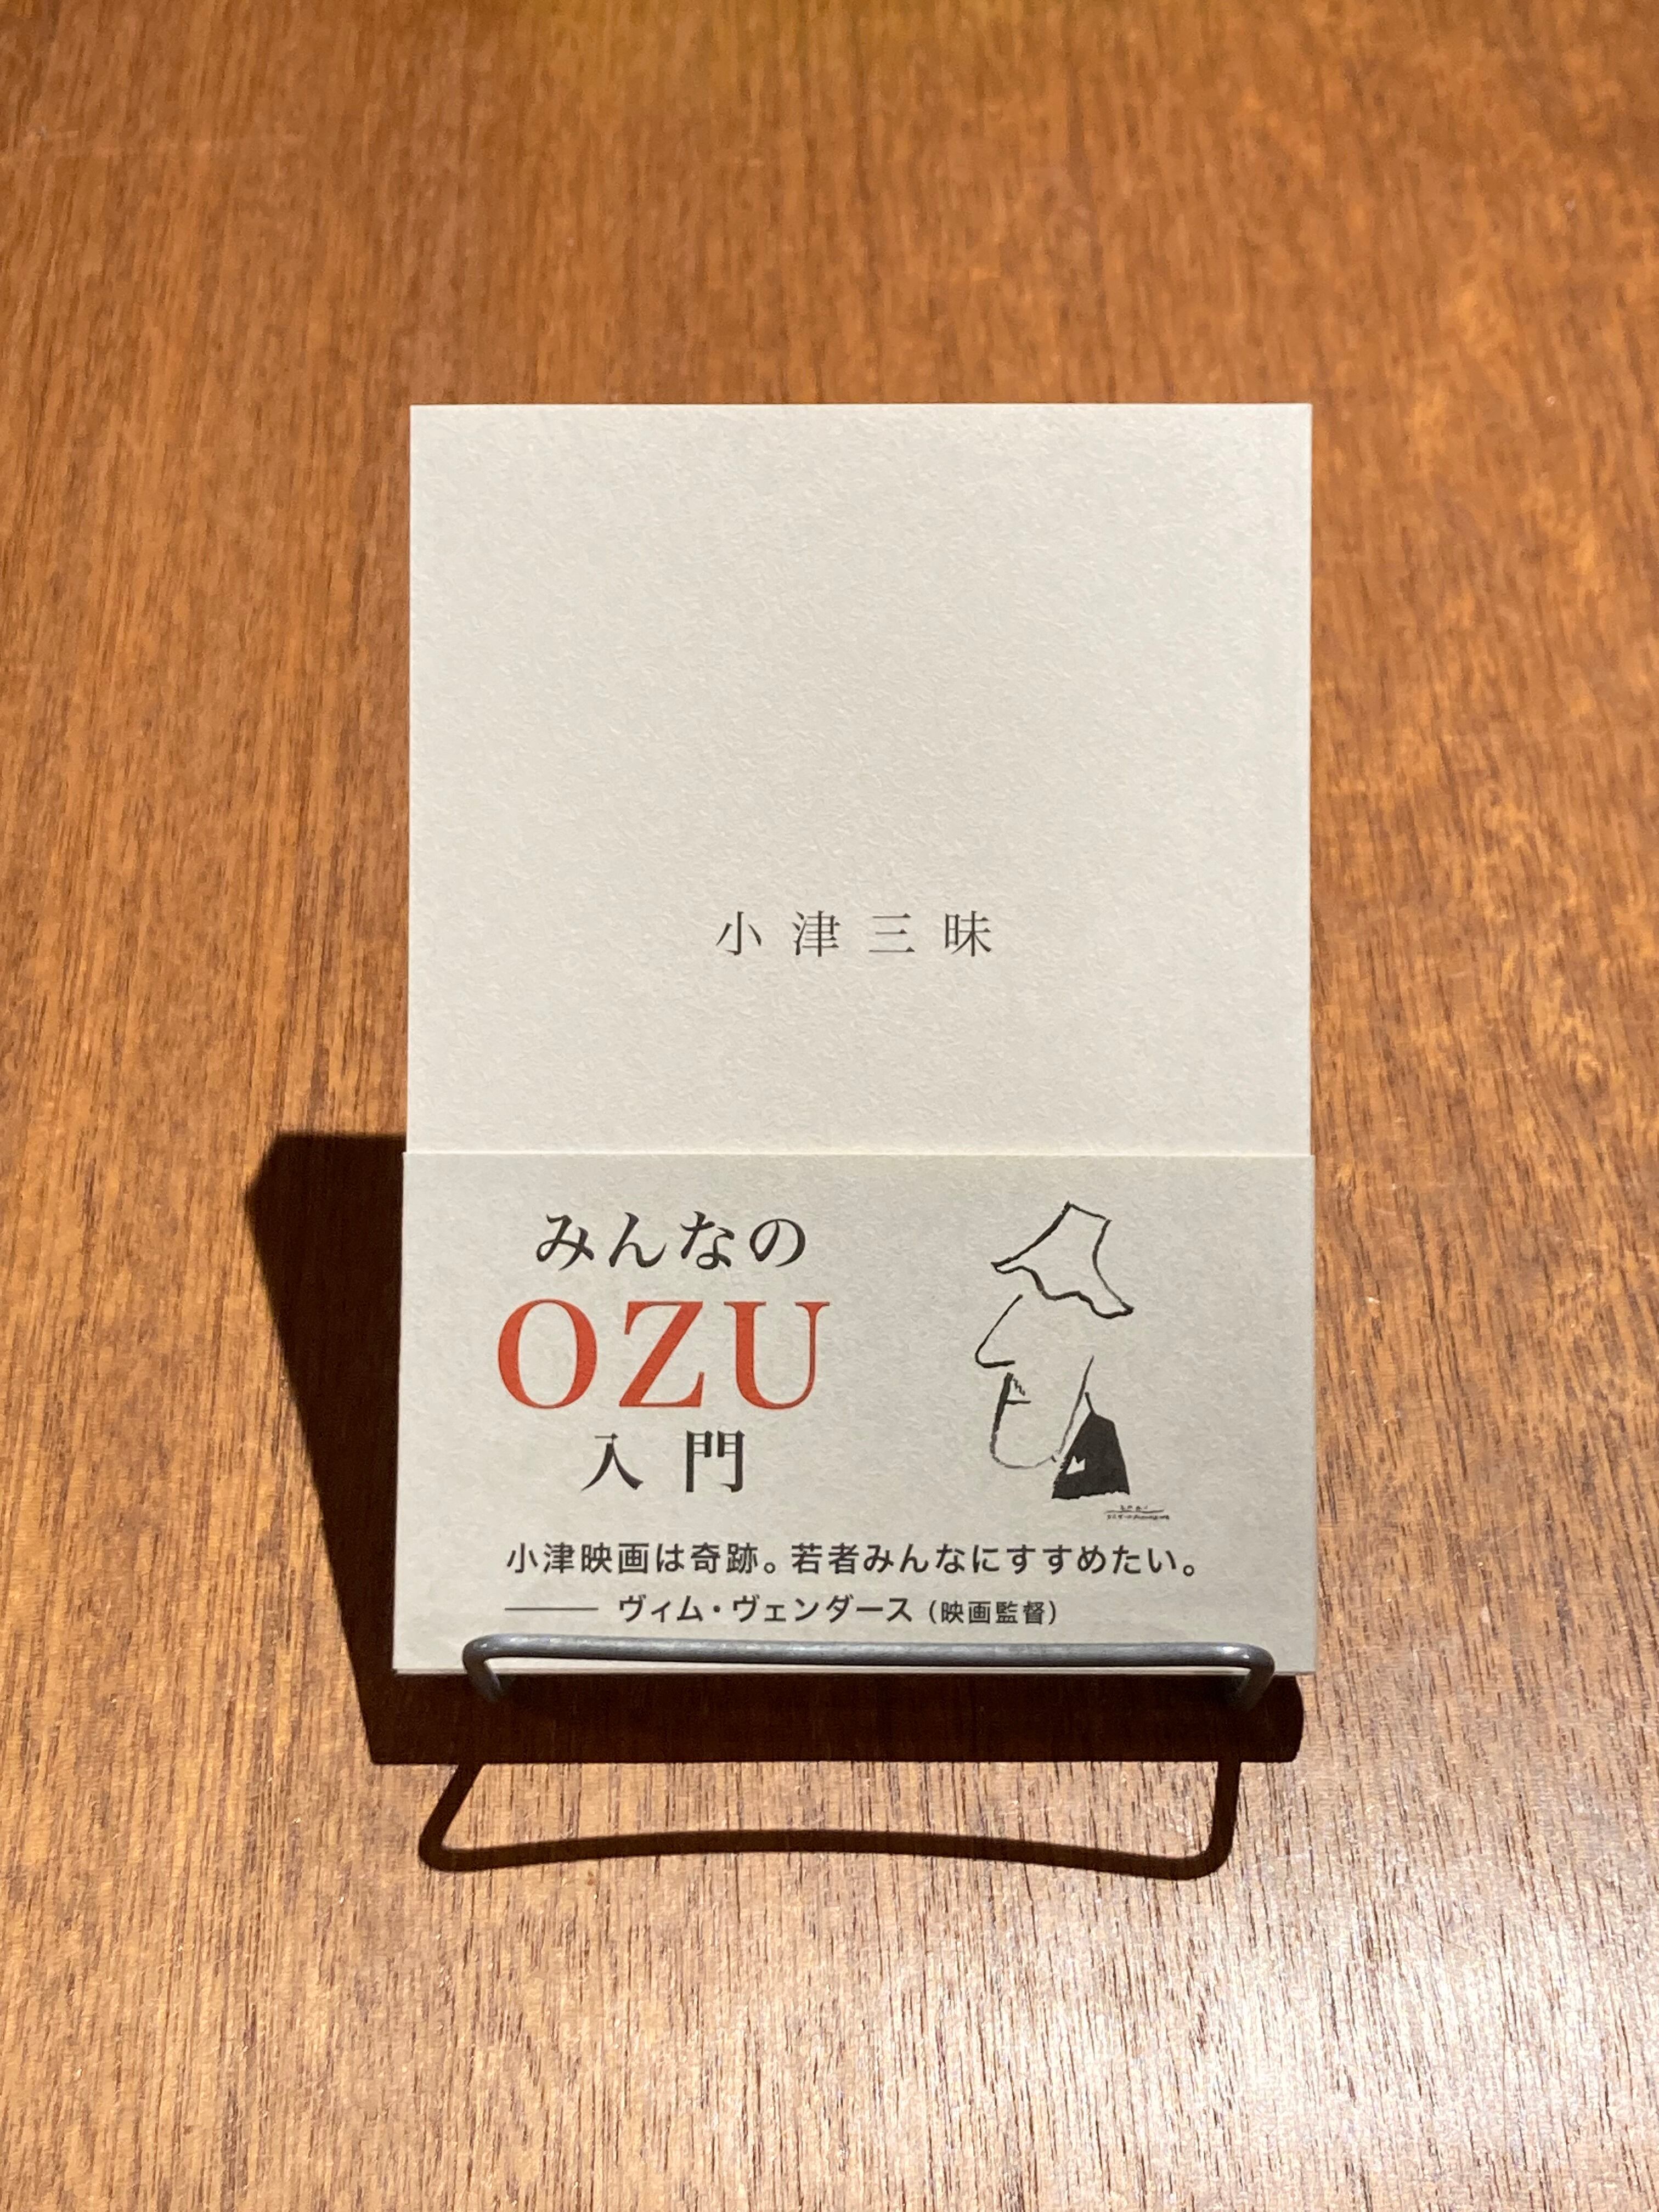 小津三昧
みんなの
OZU
入門
小津映画は奇跡。若者みんなにすすめたい。
── ヴィム・ヴェンダース（映画監督）